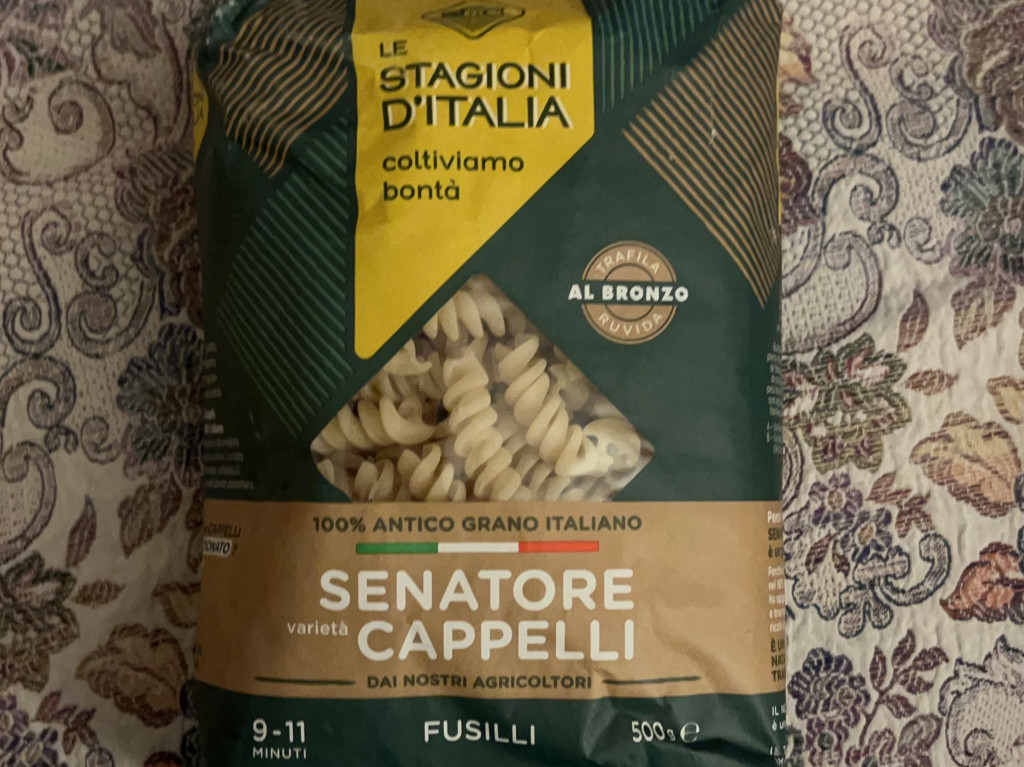 LE
STAGIONI
D'ITALIA
coltiviamo
bontà
TRAFILA
AL BRONZO
RUVIDA
100% ANTICO GRANO ITALIANO
SENATORE
varietà CAPPELLI
DAI NOSTRI AGRICOLTORI
9-11
MINUTI
FUSILLI
500g e
CAPPELLI